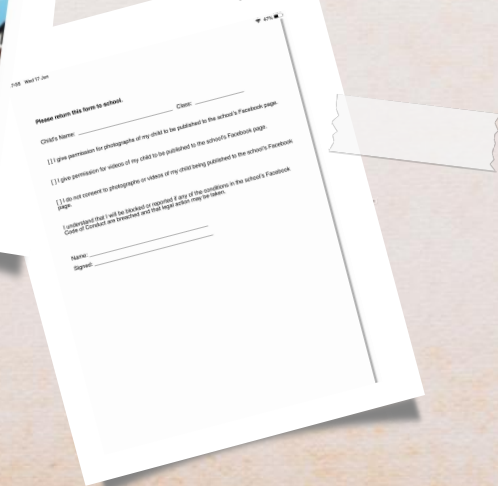 7:58 Wed 17 Jan
47%
Please return this form to school.
Child's Name: ____________________ Class: ____________
[ ] I give permission for photographs of my child to be published to the school's Facebook page.
[ ] I give permission for videos of my child to be published to the school's Facebook page.
[ ] I do not consent to photographs or videos of my child being published to the school's Facebook
page.
I understand that I will be blocked or reported if any of the conditions in the school's Facebook
Code of Conduct are breached and that legal action may be taken.
Name: ____________________
Signed: ____________________